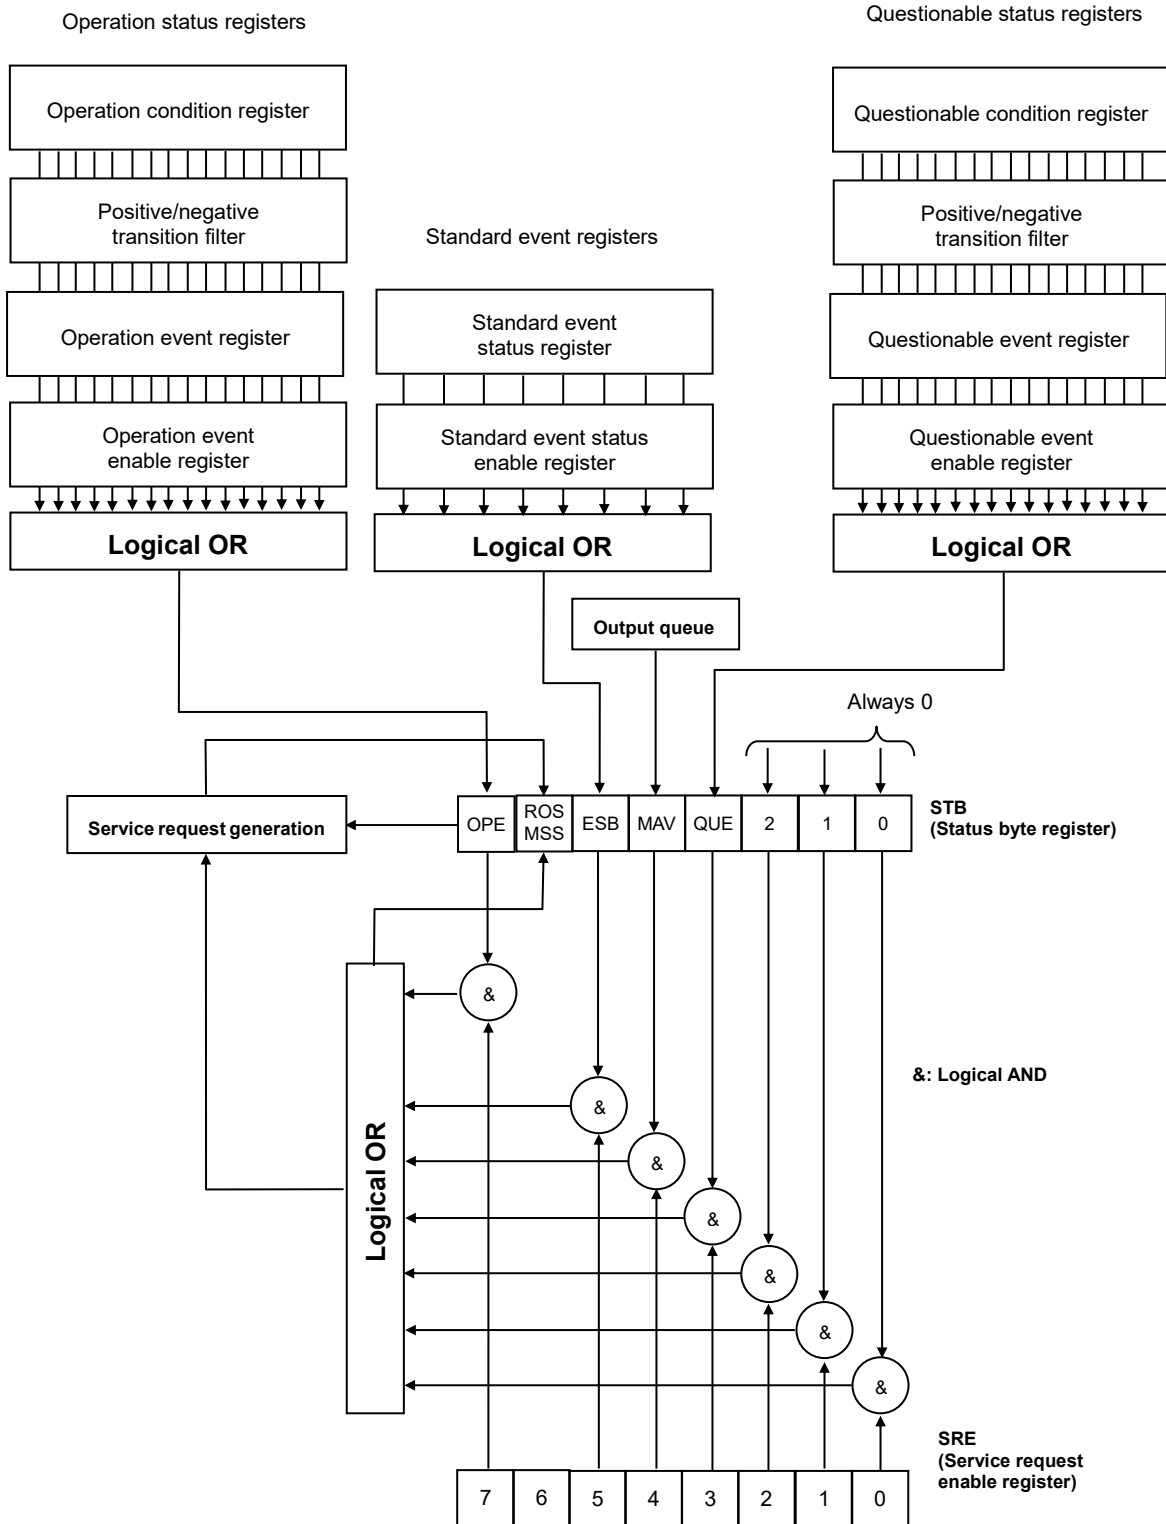 Operation status registers
Questionable status registers
Operation condition register
Questionable condition register
Positive/negative
transition filter
Positive/negative
transition filter
Standard event registers
Operation event register
Standard event
status register
Questionable event register
Operation event
enable register
Standard event status
enable register
Questionable event
enable register
Logical OR
Logical OR
Logical OR
Output queue
Always 0
Service request generation
OPE
ROS
MSS
ESB
MAV
QUE
2
1
0
STB
(Status byte register)
&
&: Logical AND
&
Logical OR
&
&
&
&
&
SRE
(Service request
enable register)
7
6
5
4
3
2
1
0